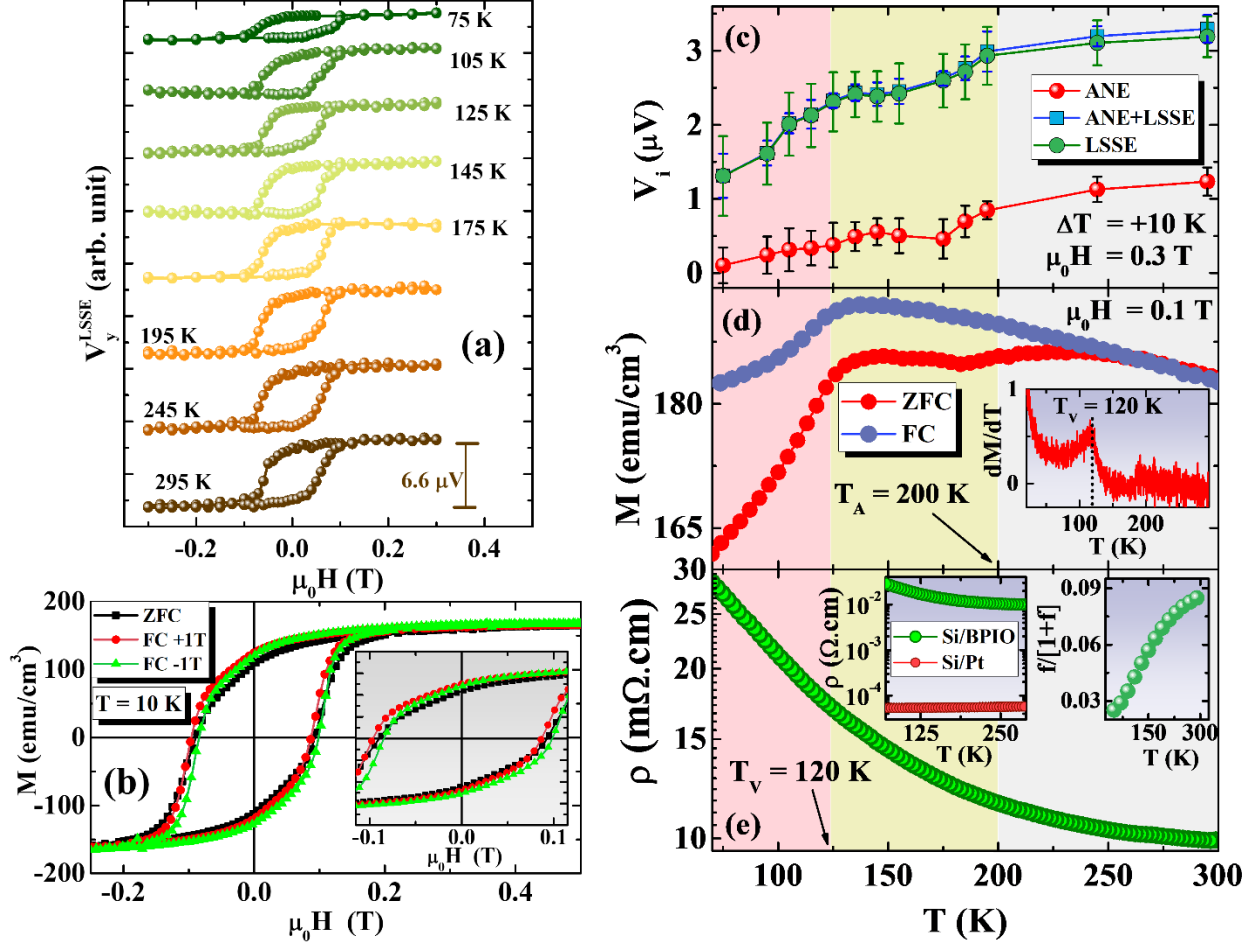 75 K
105 K
125 K
145 K
175 K
195 K
245 K
295 K
6.6 μV
(a)
V_y^LSSE (arb. unit)
-0.2 0.0 0.2 0.4
μ₀H (T)
200
100
0
-100
-200
M (emu/cm³)
ZFC
FC +1T
FC -1T
T = 10 K
(b)
-0.1 0.0 0.1
μ₀H (T)
-0.2 0.0 0.2 0.4
μ₀H (T)
(c)
3
2
1
0
V_i (μV)
ANE
ANE+LSSE
LSSE
ΔT = +10 K
μ₀H = 0.3 T
(d)
μ₀H = 0.1 T
180
165
M (emu/cm³)
ZFC
FC
T_A = 200 K
T_V = 120 K
1
0
dM/dT
100 200
T (K)
30
25
20
15
10
ρ (mΩ.cm)
10⁻²
10⁻³
10⁻⁴
ρ (Ω.cm)
Si/BPIO
Si/Pt
125 250
T (K)
0.09
0.06
0.03
f/[1+f]
0 150 300
T (K)
T_V = 120 K
(e)
100 150 200 250 300
T (K)